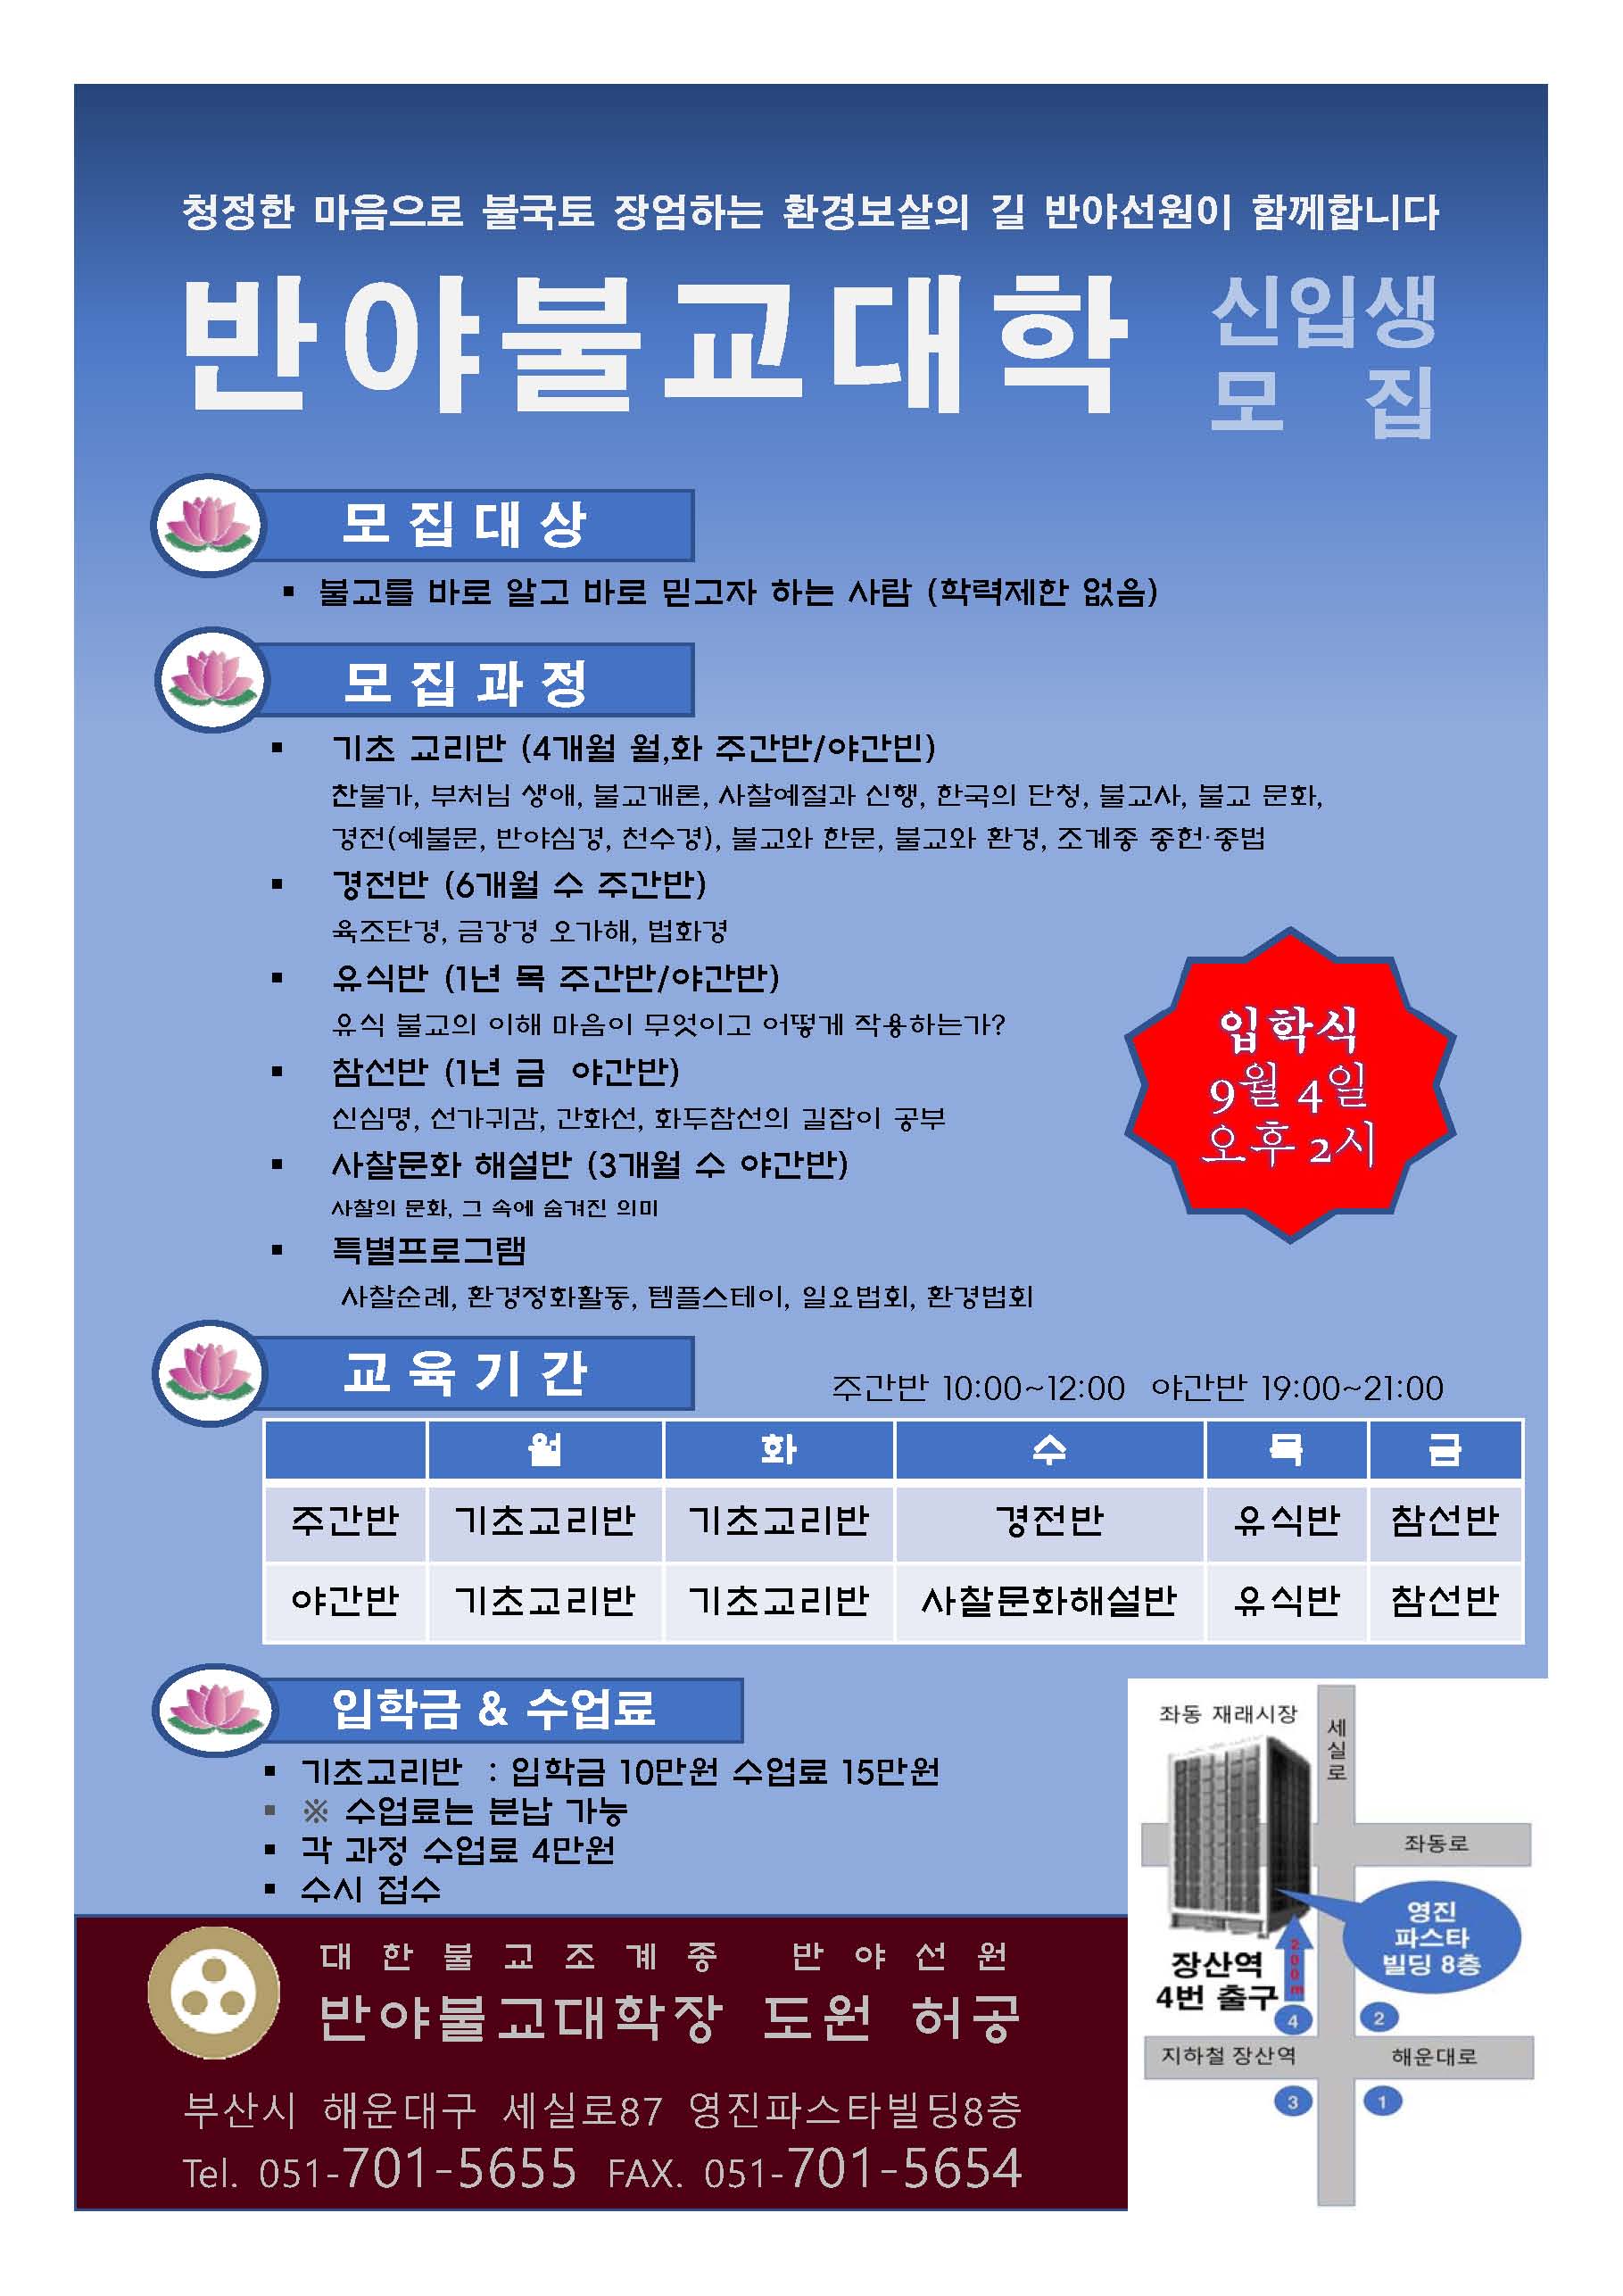 청정한 마음으로 불국토 장엄하는 환경보살의 길 반야선원이 함께합니다
반야불교대학 신입생
모 집
모 집 대 상
▪ 불교를 바로 알고 바로 믿고자 하는 사람 (학력제한 없음)
모 집 과 정
▪ 기초 교리반 (4개월 월,화 주간반/야간빈)
찬불가, 부처님 생애, 불교개론, 사찰예절과 신행, 한국의 단청, 불교사, 불교 문화,
경전(예불문, 반야심경, 천수경), 불교와 한문, 불교와 환경, 조계종 종헌·종법
▪ 경전반 (6개월 수 주간반)
육조단경, 금강경 오가해, 법화경
▪ 유식반 (1년 목 주간반/야간반)
유식 불교의 이해 마음이 무엇이고 어떻게 작용하는가?
▪ 참선반 (1년 금 야간반)
신심명, 선가귀감, 간화선, 화두참선의 길잡이 공부
▪ 사찰문화 해설반 (3개월 수 야간반)
사찰의 문화, 그 속에 숨겨진 의미
▪ 특별프로그램
사찰순례, 환경정화활동, 템플스테이, 일요법회, 환경법회
입학식
9월 4일
오후 2시
교 육 기 간
주간반 10:00~12:00 야간반 19:00~21:00
월 화 수 목 금
주간반 기초교리반 기초교리반 경전반 유식반 참선반
야간반 기초교리반 기초교리반 사찰문화해설반 유식반 참선반
입학금 & 수업료
▪ 기초교리반 : 입학금 10만원 수업료 15만원
▪ ※ 수업료는 분납 가능
▪ 각 과정 수업료 4만원
▪ 수시 접수
대 한 불 교 조 계 종 반 야 선 원
반야불교대학장 도원 허공
부산시 해운대구 세실로87 영진파스타빌딩8층
Tel. 051-701-5655 FAX. 051-701-5654
좌동 재래시장
세실로
좌동로
영진
파스타
빌딩 8층
200m
장산역
4번 출구
4
2
지하철 장산역
해운대로
3
1